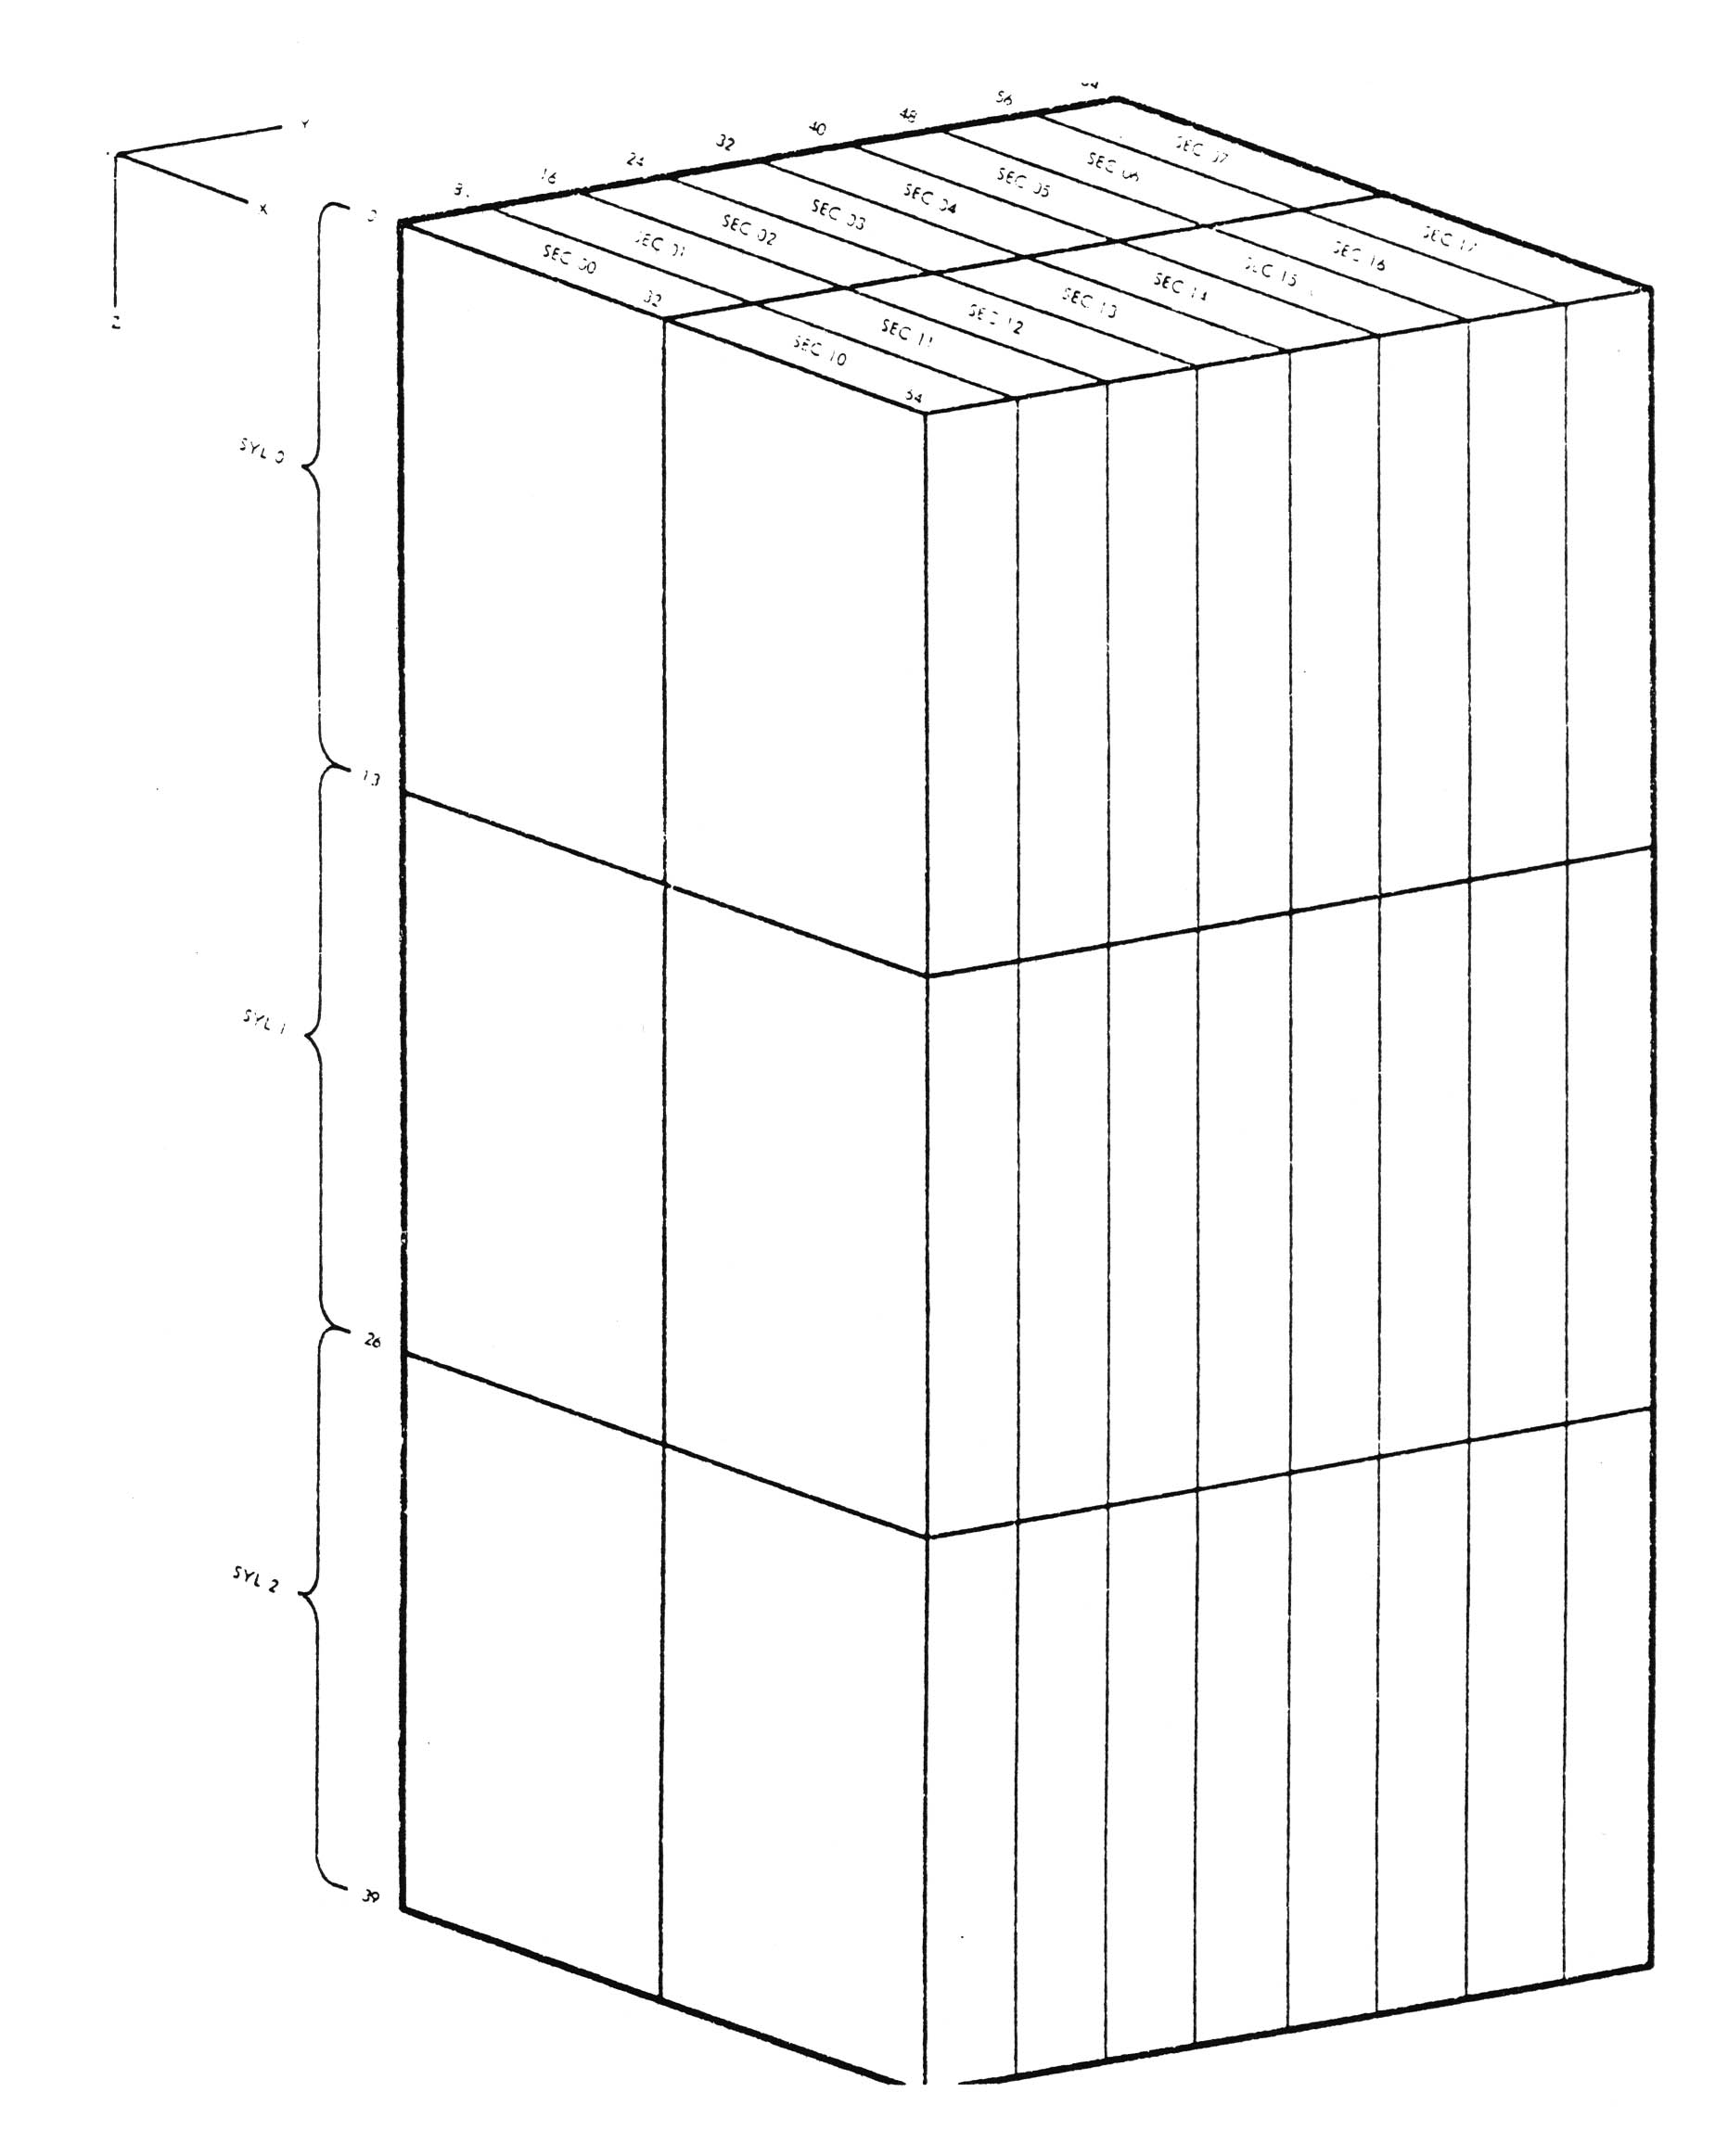 Y
X
Z
0
8
16
24
32
40
48
56
64
SEC 00
SEC 01
SEC 02
SEC 03
SEC 04
SEC 05
SEC 06
SEC 07
32
SEC 10
SEC 11
SEC 12
SEC 13
SEC 14
SEC 15
SEC 16
SEC 17
64
SYL 0
13
SYL 1
26
SYL 2
39